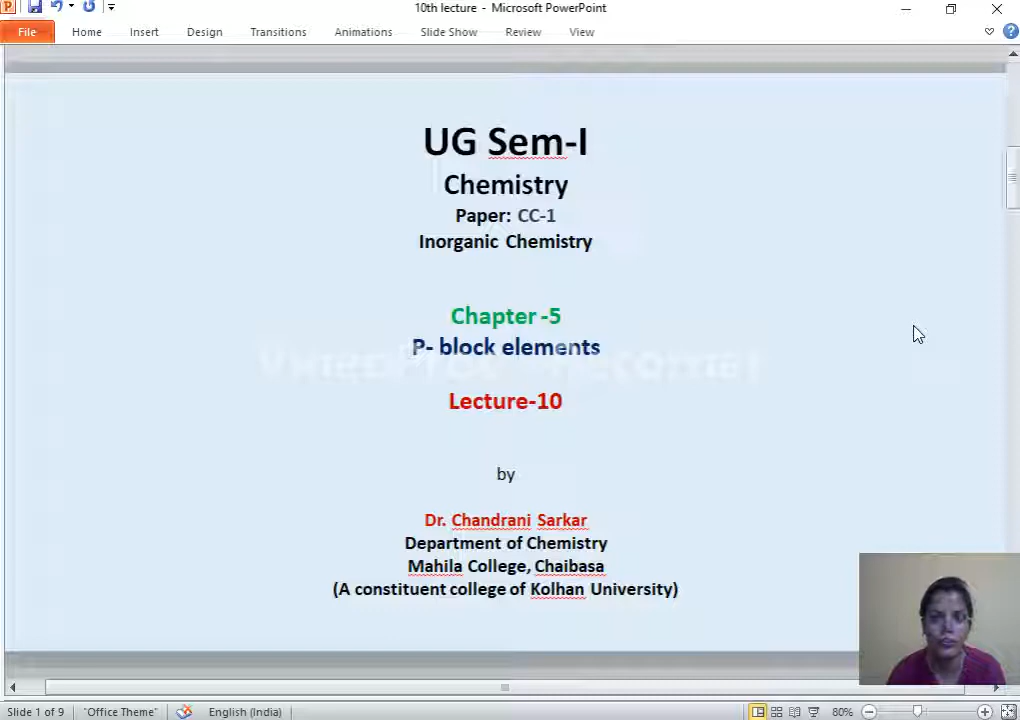 10th lecture - Microsoft PowerPoint
File Home Insert Design Transitions Animations Slide Show Review View
UG Sem-I
Chemistry
Paper: CC-1
Inorganic Chemistry
Chapter -5
P- block elements
Lecture-10
by
Dr. Chandrani Sarkar
Department of Chemistry
Mahila College, Chaibasa
(A constituent college of Kolhan University)
Slide 1 of 9 "Office Theme" English (India) 80%